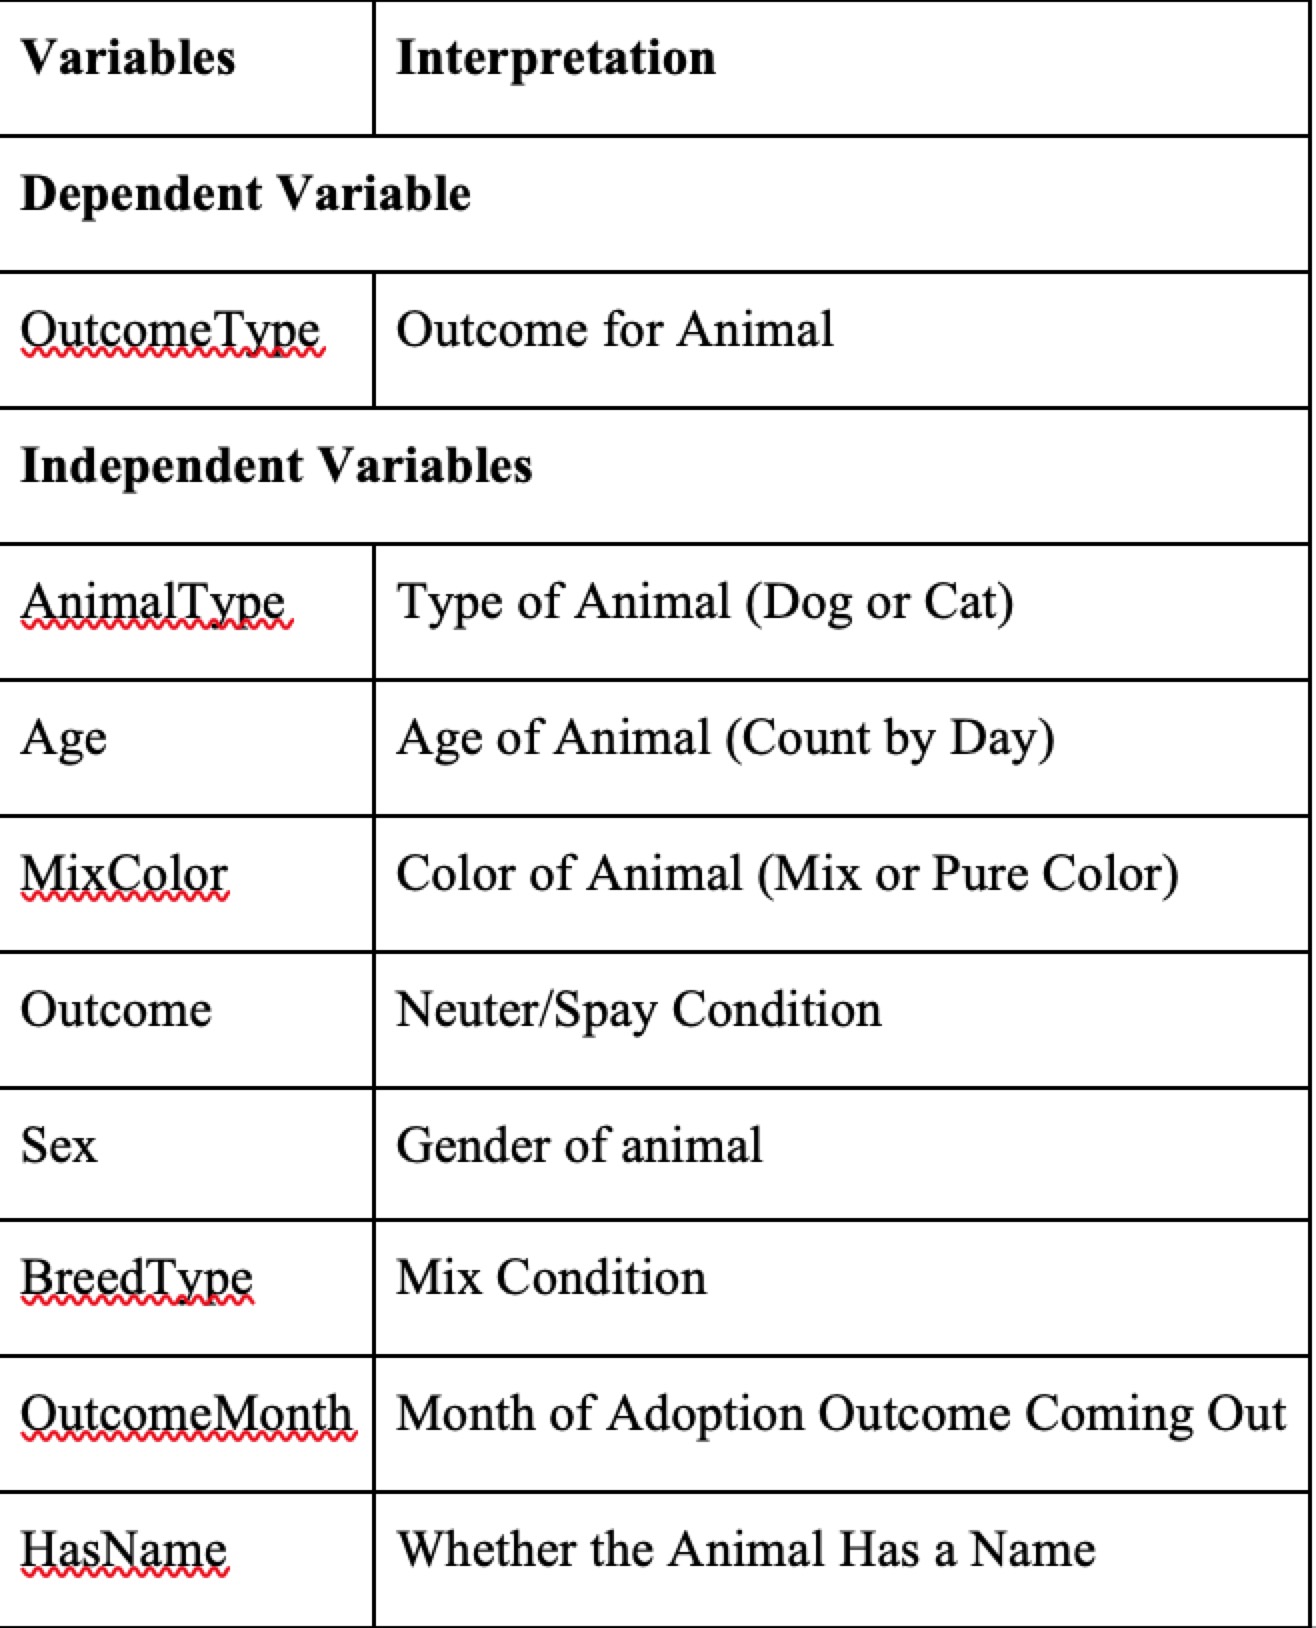 Variables Interpretation
Dependent Variable
OutcomeType Outcome for Animal
Independent Variables
AnimalType Type of Animal (Dog or Cat)
Age Age of Animal (Count by Day)
MixColor Color of Animal (Mix or Pure Color)
Outcome Neuter/Spay Condition
Sex Gender of animal
BreedType Mix Condition
OutcomeMonth Month of Adoption Outcome Coming Out
HasName Whether the Animal Has a Name